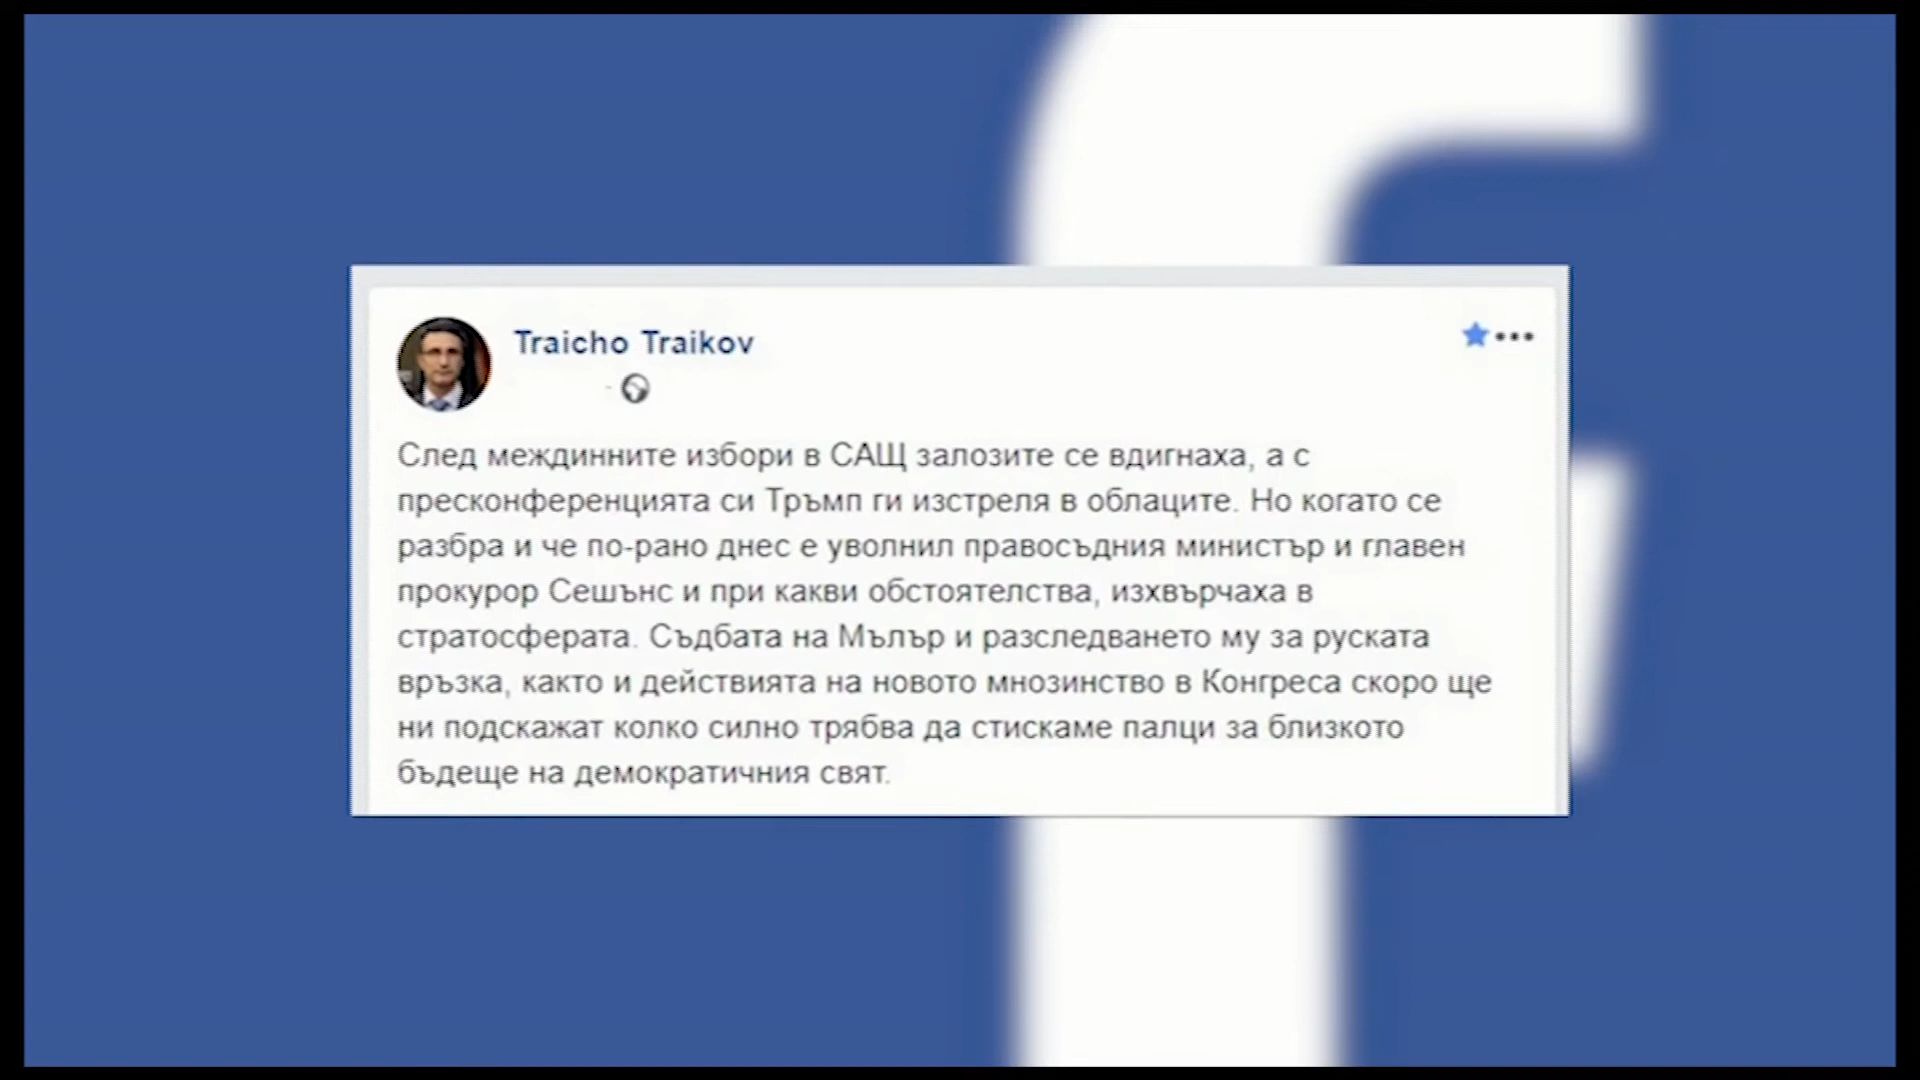 Traicho Traikov
След междинните избори в САЩ залозите се вдигнаха, а с
пресконференцията си Тръмп ги изстреля в облаците. Но когато се
разбра и че по-рано днес е уволнил правосъдния министър и главен
прокурор Сешънс и при какви обстоятелства, изхвърчаха в
стратосферата. Съдбата на Мълър и разследването му за руската
връзка, както и действията на новото мнозинство в Конгреса скоро ще
ни подскажат колко силно трябва да стискаме палци за близкото
бъдеще на демократичния свят.